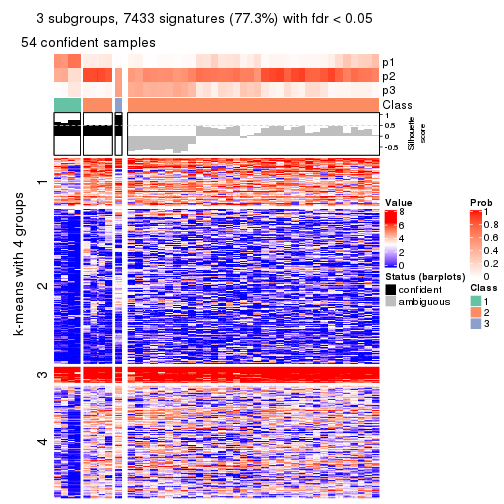 3 subgroups, 7433 signatures (77.3%) with fdr < 0.05
54 confident samples
p1
p2
p3
Class
1
0.5
0
-0.5
Silhouette
score
k-means with 4 groups
1
2
3
4
Value
8
6
4
2
0
Status (barplots)
confident
ambiguous
Prob
1
0.8
0.6
0.4
0.2
0
Class
1
2
3